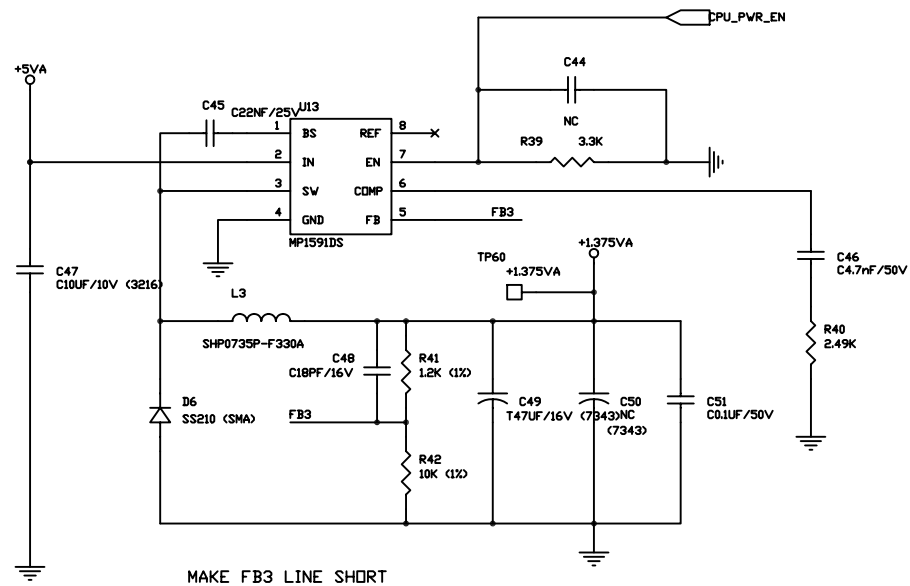 CPU_PWR_EN
+5VA
C44
NC
C45
C22NF/25V
U13
R39 3.3K
1 BS REF 8
2 IN EN 7
3 SW COMP 6
4 GND FB 5
FB3
MP1591DS
+1.375VA
TP60
+1.375VA
C46
C4.7nF/50V
C47
C10UF/10V (3216)
L3
SHP0735P-F330A
R40
2.49K
C48
C18PF/16V
R41
1.2K (1%)
D6
SS210 (SMA)
FB3
C49
T47UF/16V (7343)
C50
NC
(7343)
C51
C0.1UF/50V
R42
10K (1%)
MAKE FB3 LINE SHORT